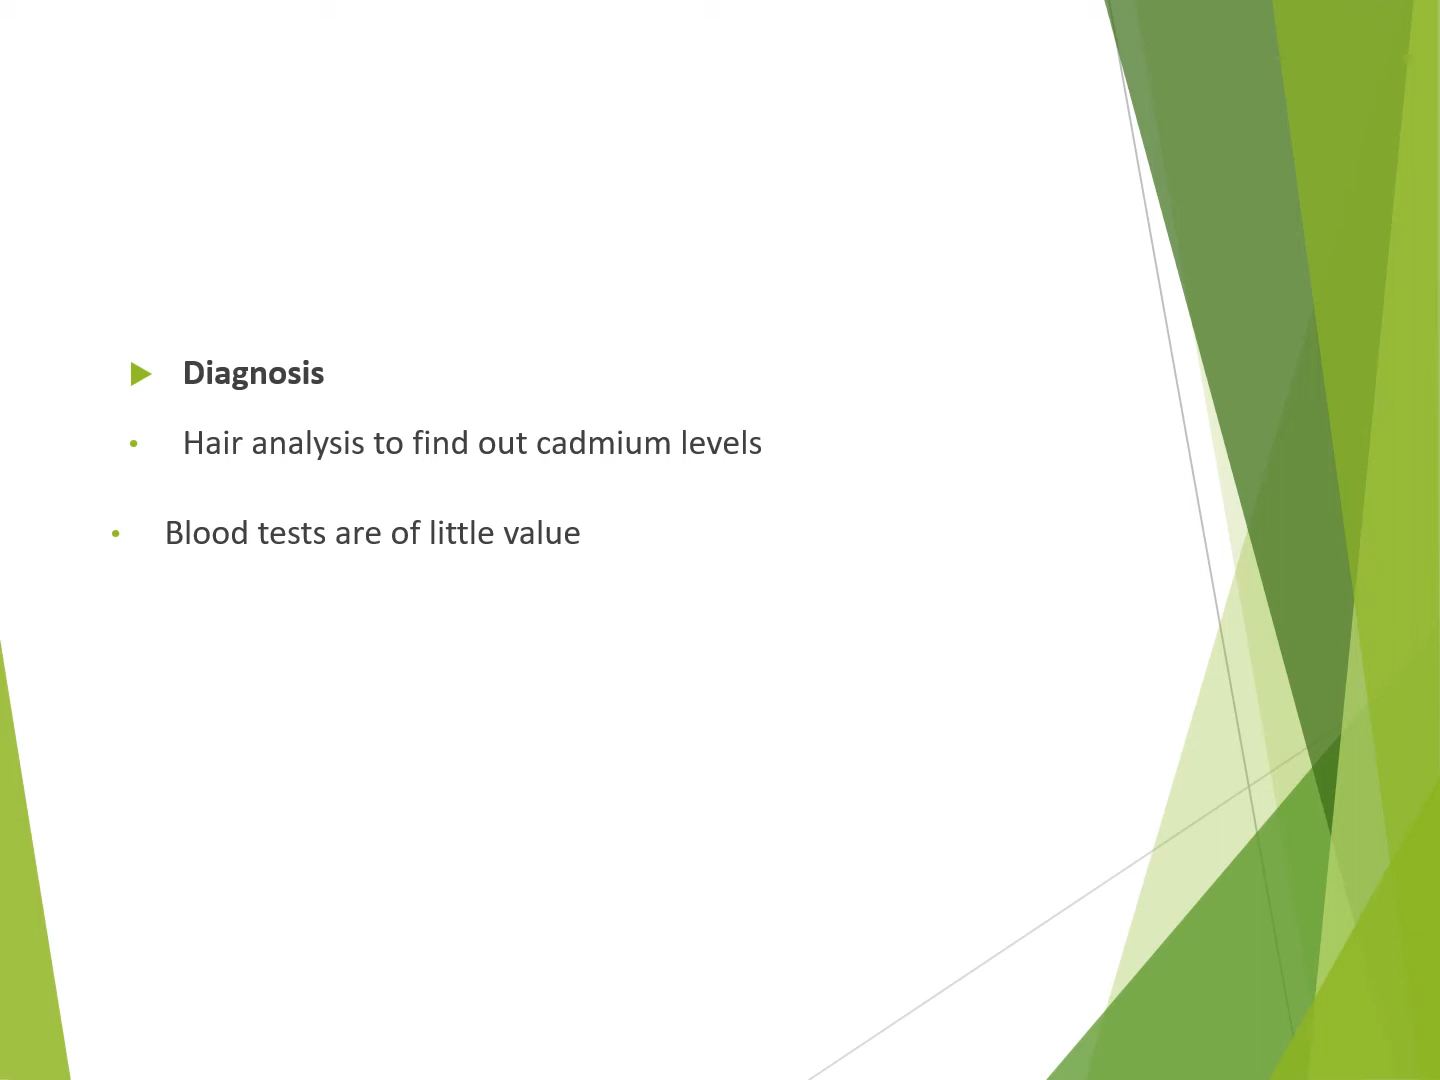 Diagnosis
Hair analysis to find out cadmium levels
Blood tests are of little value